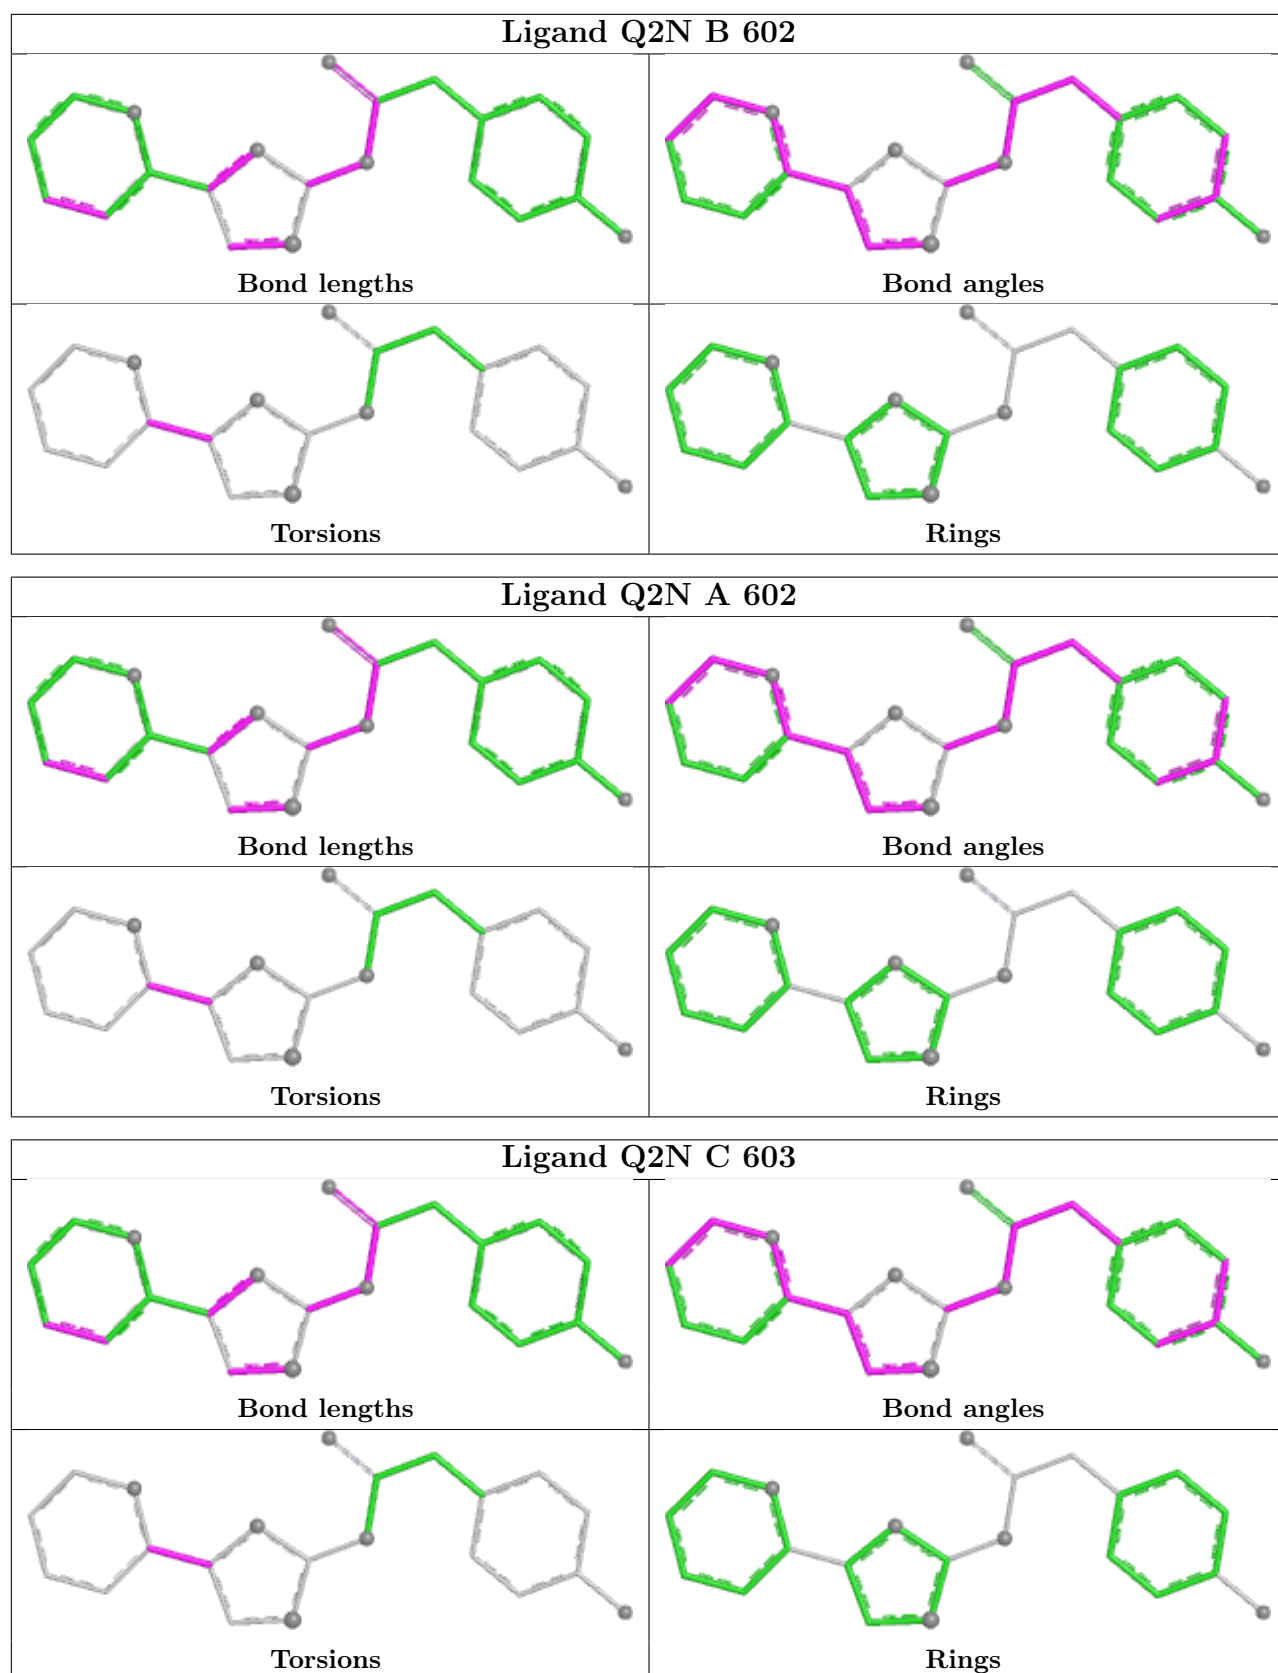 Ligand Q2N B 602
Bond lengths
Bond angles
Torsions
Rings
Ligand Q2N A 602
Bond lengths
Bond angles
Torsions
Rings
Ligand Q2N C 603
Bond lengths
Bond angles
Torsions
Rings